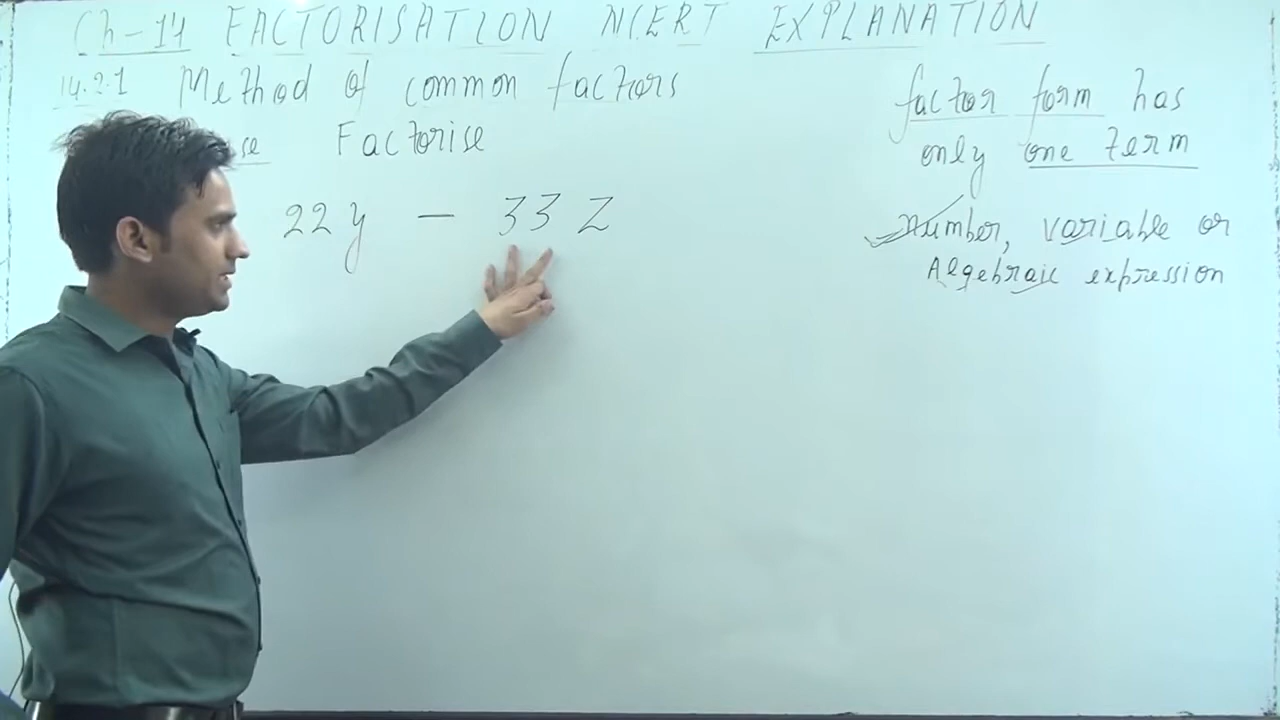 Ch-14 FACTORISATION NCERT EXPLANATION
14.2.1 Method of common factors
Factorise
22y - 33z
factor form has
only one term
Number, variable or
Algebraic expression